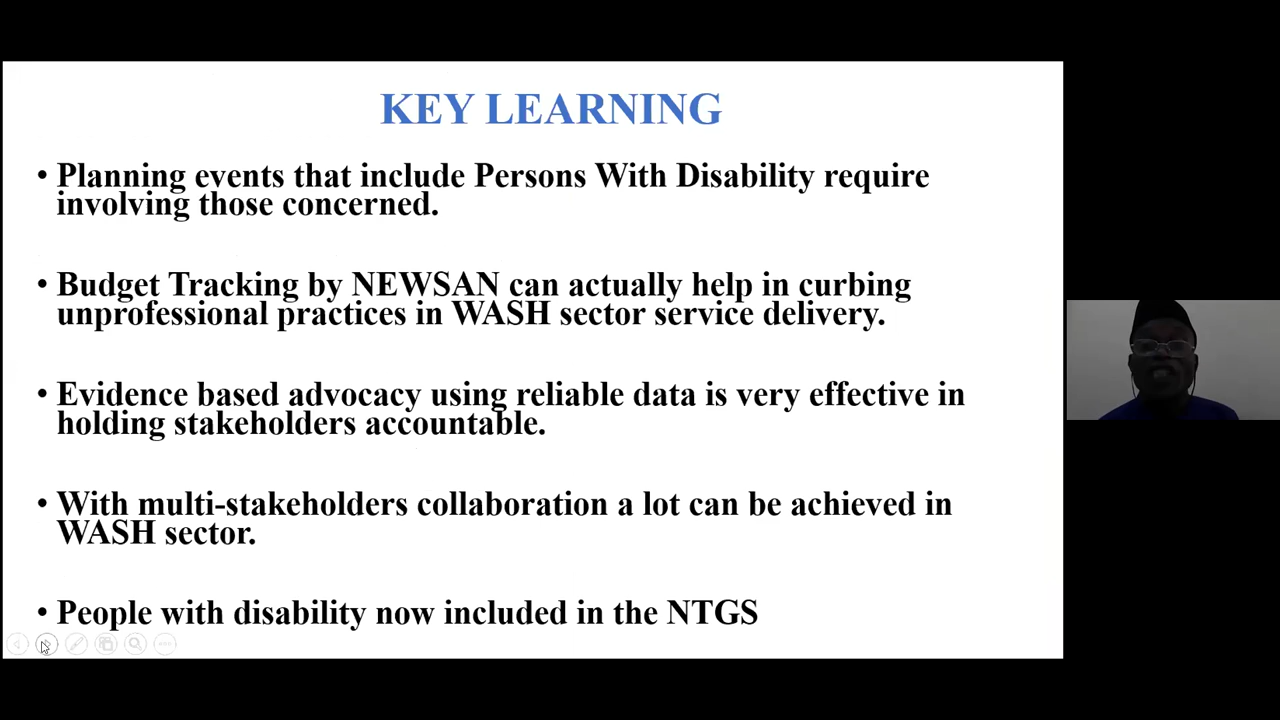 KEY LEARNING
• Planning events that include Persons With Disability require
involving those concerned.
• Budget Tracking by NEWSAN can actually help in curbing
unprofessional practices in WASH sector service delivery.
• Evidence based advocacy using reliable data is very effective in
holding stakeholders accountable.
• With multi-stakeholders collaboration a lot can be achieved in
WASH sector.
• People with disability now included in the NTGS